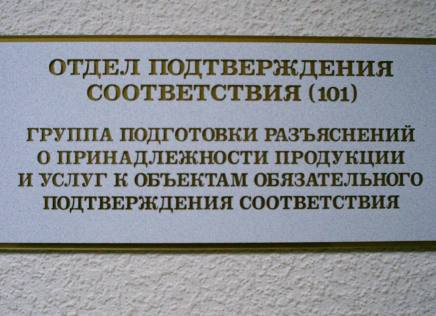 ОТДЕЛ ПОДТВЕРЖДЕНИЯ
СООТВЕТСТВИЯ (101)
ГРУППА ПОДГОТОВКИ РАЗЪЯСНЕНИЙ
О ПРИНАДЛЕЖНОСТИ ПРОДУКЦИИ
И УСЛУГ К ОБЪЕКТАМ ОБЯЗАТЕЛЬНОГО
ПОДТВЕРЖДЕНИЯ СООТВЕТСТВИЯ